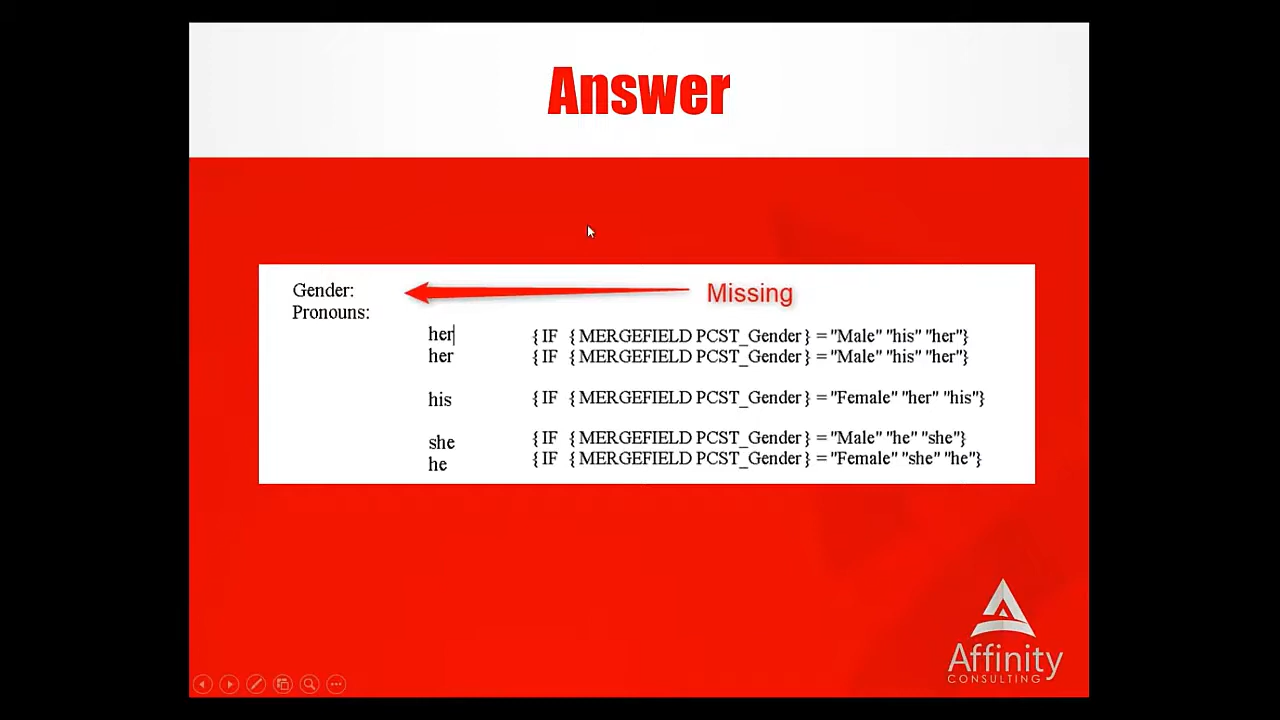 Answer
Gender:
Missing
Pronouns:
her {IF {MERGEFIELD PCST_Gender} = "Male" "his" "her"}
her {IF {MERGEFIELD PCST_Gender} = "Male" "his" "her"}
his {IF {MERGEFIELD PCST_Gender} = "Female" "her" "his"}
she {IF {MERGEFIELD PCST_Gender} = "Male" "he" "she"}
he {IF {MERGEFIELD PCST_Gender} = "Female" "she" "he"}
Affinity
CONSULTING